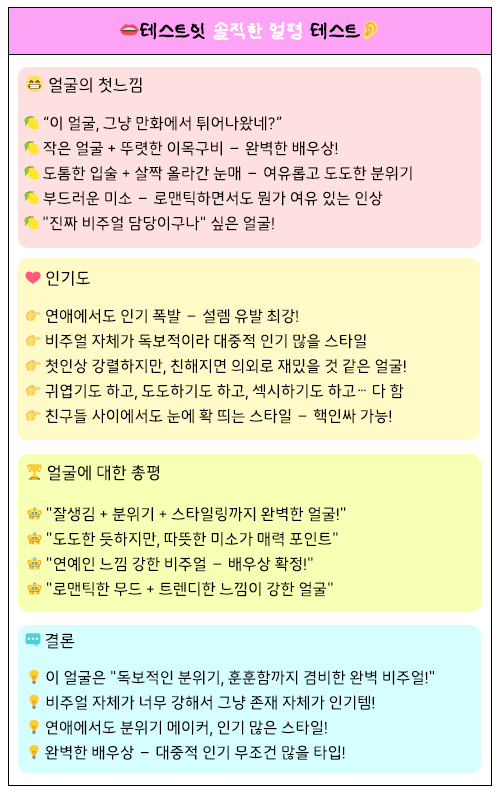 테스트힛 솔직한 얼평 테스트
얼굴의 첫느낌
"이 얼굴, 그냥 만화에서 튀어나왔네?"
작은 얼굴 + 뚜렷한 이목구비 – 완벽한 배우상!
도톰한 입술 + 살짝 올라간 눈매 – 여유롭고 도도한 분위기
부드러운 미소 – 로맨틱하면서도 뭔가 여유 있는 인상
"진짜 비주얼 담당이구나" 싶은 얼굴!
인기도
연애에서도 인기 폭발 – 설렘 유발 최강!
비주얼 자체가 독보적이라 대중적 인기 많을 스타일
첫인상 강렬하지만, 친해지면 의외로 재밌을 것 같은 얼굴!
귀엽기도 하고, 도도하기도 하고, 섹시하기도 하고… 다 함
친구들 사이에서도 눈에 확 띄는 스타일 – 핵인싸 가능!
얼굴에 대한 총평
"잘생김 + 분위기 + 스타일링까지 완벽한 얼굴!"
"도도한 듯하지만, 따뜻한 미소가 매력 포인트"
"연예인 느낌 강한 비주얼 – 배우상 확정!"
"로맨틱한 무드 + 트렌디한 느낌이 강한 얼굴"
결론
이 얼굴은 "독보적인 분위기, 훈훈함까지 겸비한 완벽 비주얼!"
비주얼 자체가 너무 강해서 그냥 존재 자체가 인기템!
연애에서도 분위기 메이커, 인기 많은 스타일!
완벽한 배우상 – 대중적 인기 무조건 많을 타입!